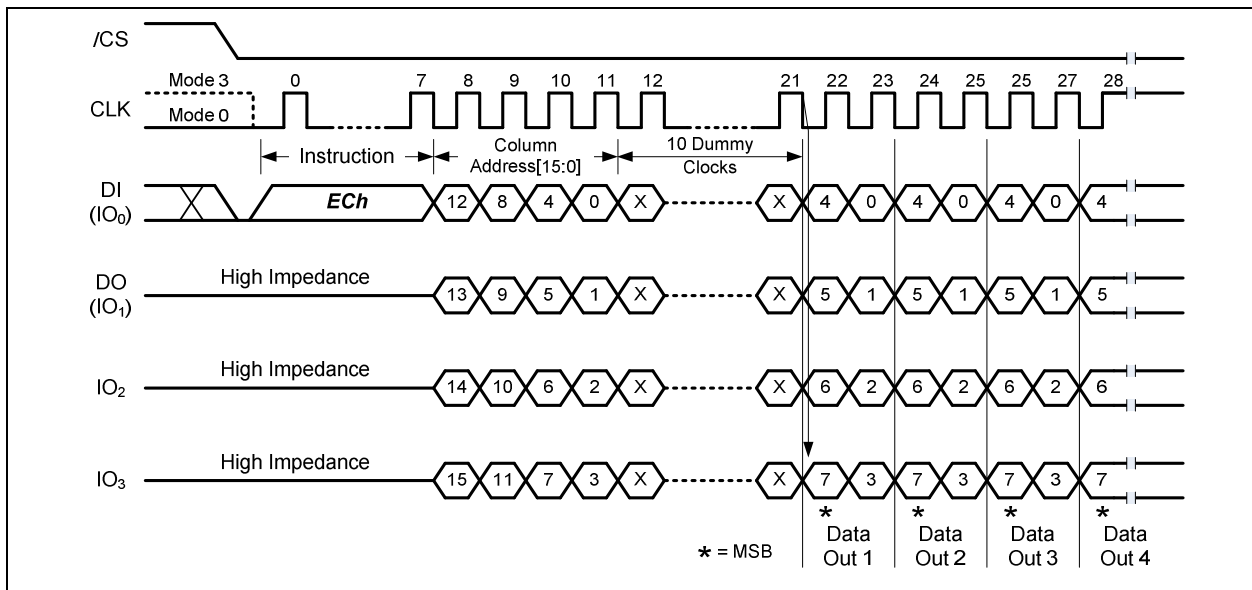 /CS
Mode 3 0 7 8 9 10 11 12 21 22 23 24 25 25 27 28
CLK
Mode 0
Instruction Column Address[15:0] 10 Dummy Clocks
DI (IO0) ECh 12 8 4 0 X X 4 0 4 0 4 0 4
DO (IO1) High Impedance 13 9 5 1 X X 5 1 5 1 5 1 5
IO2 High Impedance 14 10 6 2 X X 6 2 6 2 6 2 6
IO3 High Impedance 15 11 7 3 X X 7 3 7 3 7 3 7
* * * *
* = MSB
Data Out 1 Data Out 2 Data Out 3 Data Out 4